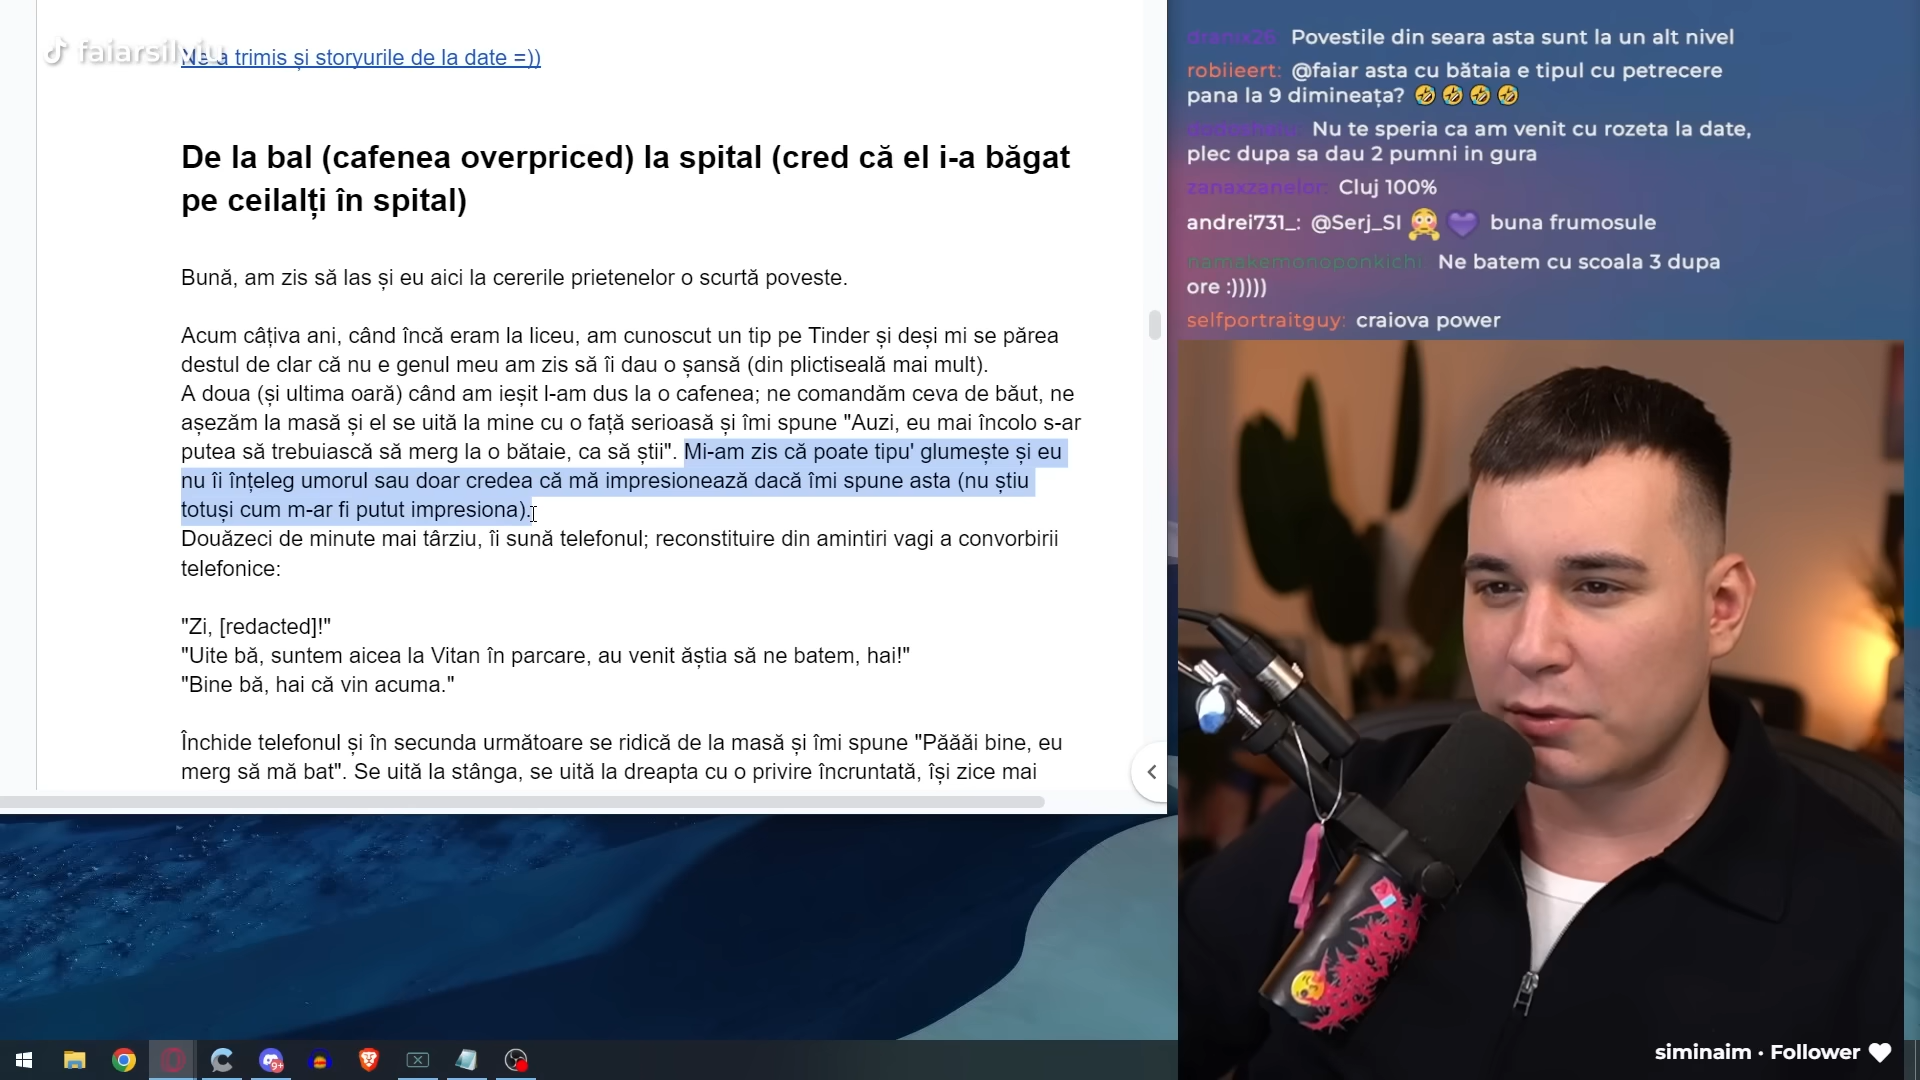 faiarsilviu
Ne-a trimis și storyurile de la date =))
De la bal (cafenea overpriced) la spital (cred că el i-a băgat
pe ceilalți în spital)
Bună, am zis să las și eu aici la cererile prietenelor o scurtă poveste.
Acum câțiva ani, când încă eram la liceu, am cunoscut un tip pe Tinder și deși mi se părea
destul de clar că nu e genul meu am zis să îi dau o șansă (din plictiseală mai mult).
A doua (și ultima oară) când am ieșit l-am dus la o cafenea; ne comandăm ceva de băut, ne
așezăm la masă și el se uită la mine cu o față serioasă și îmi spune "Auzi, eu mai încolo s-ar
putea să trebuiască să merg la o bătaie, ca să știi". Mi-am zis că poate tipu' glumește și eu
nu îi înțeleg umorul sau doar credea că mă impresionează dacă îmi spune asta (nu știu
totuși cum m-ar fi putut impresiona).
Douăzeci de minute mai târziu, îi sună telefonul; reconstituire din amintiri vagi a convorbirii
telefonice:
"Zi, [redacted]!"
"Uite bă, suntem aicea la Vitan în parcare, au venit ăștia să ne batem, hai!"
"Bine bă, hai că vin acuma."
Închide telefonul și în secunda următoare se ridică de la masă și îmi spune "Păăăi bine, eu
merg să mă bat". Se uită la stânga, se uită la dreapta cu o privire încruntată, își zice mai
dranix26 Povestile din seara asta sunt la un alt nivel
robiieert: @faiar asta cu bătaia e tipul cu petrecere
pana la 9 dimineața? 🤣 🤣 🤣 🤣
Nu te speria ca am venit cu rozeta la date,
plec dupa sa dau 2 pumni in gura
zanaxzanelor: Cluj 100%
andrei731_: @Serj_SI 💜 buna frumosule
namakemonoponkichi: Ne batem cu scoala 3 dupa
ore :)))))
selfportraitguy: craiova power
9+
siminaim · Follower